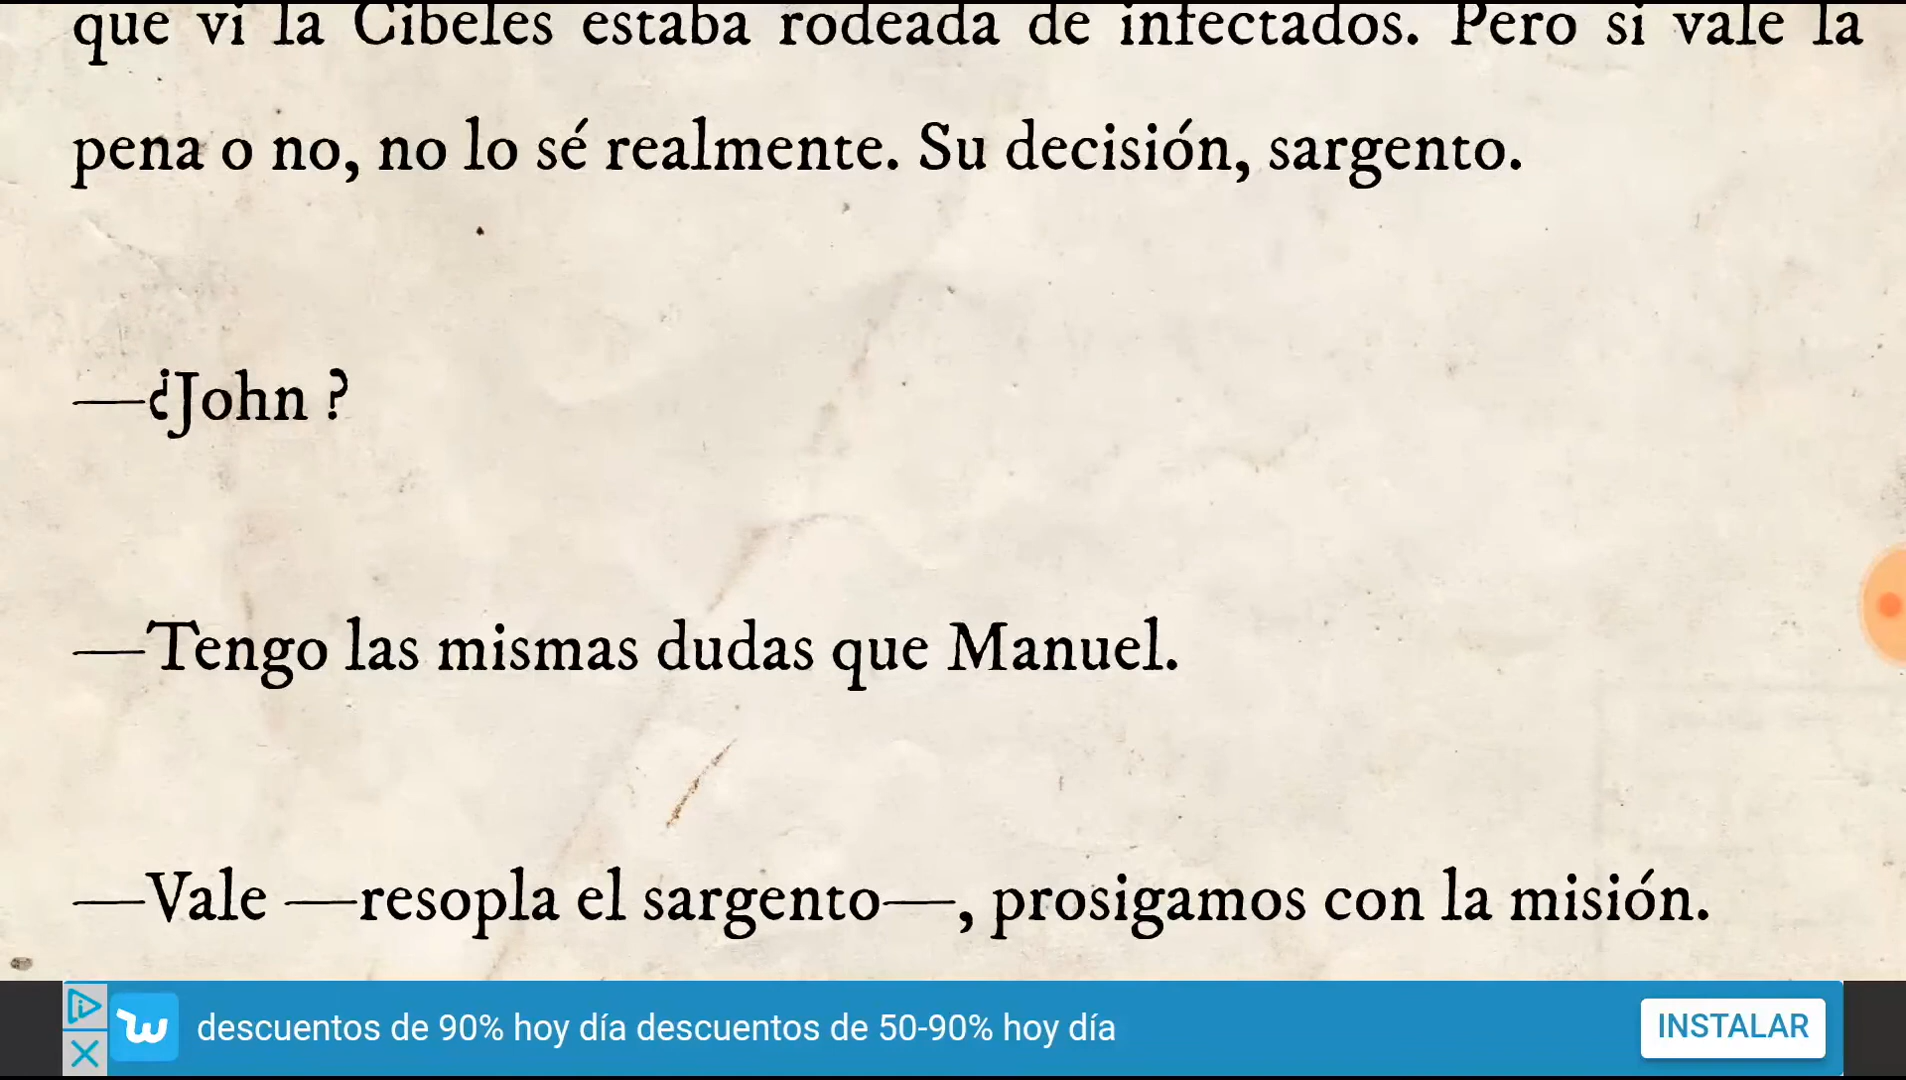 que vi la Cibeles estaba rodeada de infectados. Pero si vale la
pena o no, no lo sé realmente. Su decisión, sargento.
—¿John ?
—Tengo las mismas dudas que Manuel.
—Vale —resopla el sargento—, prosigamos con la misión.
descuentos de 90% hoy día descuentos de 50-90% hoy día
INSTALAR